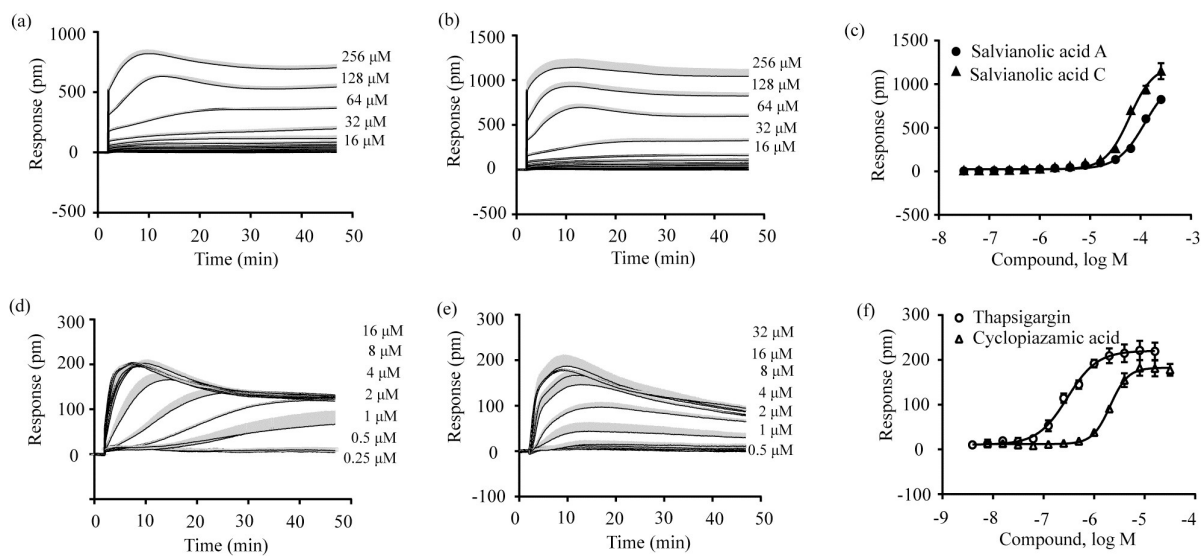 (a)
1000
500
0
-500
Response (pm)
256 μM
128 μM
64 μM
32 μM
16 μM
0 10 20 30 40 50
Time (min)
(b)
1500
1000
500
0
-500
Response (pm)
256 μM
128 μM
64 μM
32 μM
16 μM
0 10 20 30 40 50
Time (min)
(c)
1500
1000
500
0
-500
Response (pm)
Salvianolic acid A
Salvianolic acid C
-8 -7 -6 -5 -4 -3
Compound, log M
(d)
300
200
100
0
-100
Response (pm)
16 μM
8 μM
4 μM
2 μM
1 μM
0.5 μM
0.25 μM
0 10 20 30 40 50
Time (min)
(e)
300
200
100
0
-100
Response (pm)
32 μM
16 μM
8 μM
4 μM
2 μM
1 μM
0.5 μM
0 10 20 30 40 50
Time (min)
(f)
300
200
100
0
-100
Response (pm)
Thapsigargin
Cyclopiazamic acid
-9 -8 -7 -6 -5 -4
Compound, log M